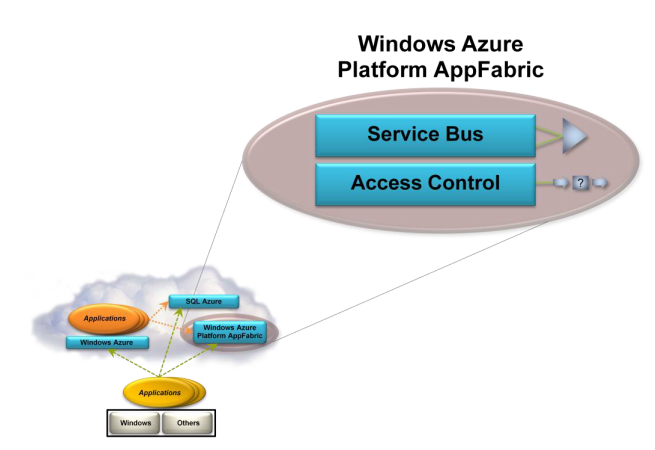 Windows Azure
Platform AppFabric
Service Bus
Access Control
?
SQL Azure
Applications
Windows Azure
Platform AppFabric
Windows Azure
Applications
Windows
Others